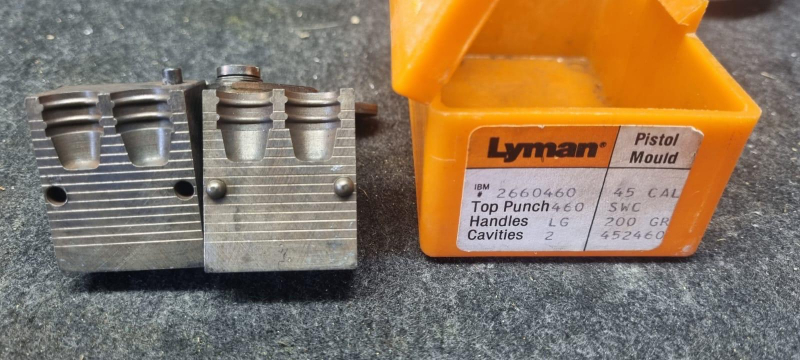 Lyman®
Pistol
Mould
IBM
# 2660460 45 CAL
Top Punch 460 SWC
Handles LG 200 GR
Cavities 2 452460